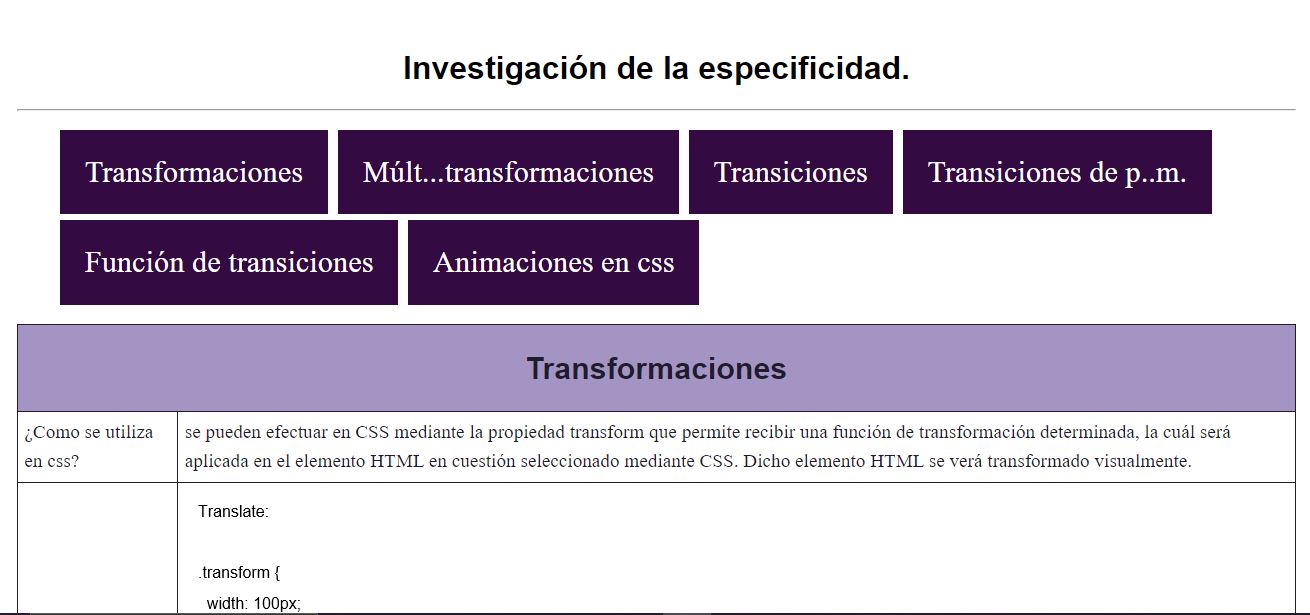 Investigación de la especificidad.
Transformaciones
Múlt...transformaciones
Transiciones
Transiciones de p..m.
Función de transiciones
Animaciones en css
Transformaciones
¿Como se utiliza
en css?
se pueden efectuar en CSS mediante la propiedad transform que permite recibir una función de transformación determinada, la cuál será
aplicada en el elemento HTML en cuestión seleccionado mediante CSS. Dicho elemento HTML se verá transformado visualmente.
Translate:
.transform {
width: 100px;